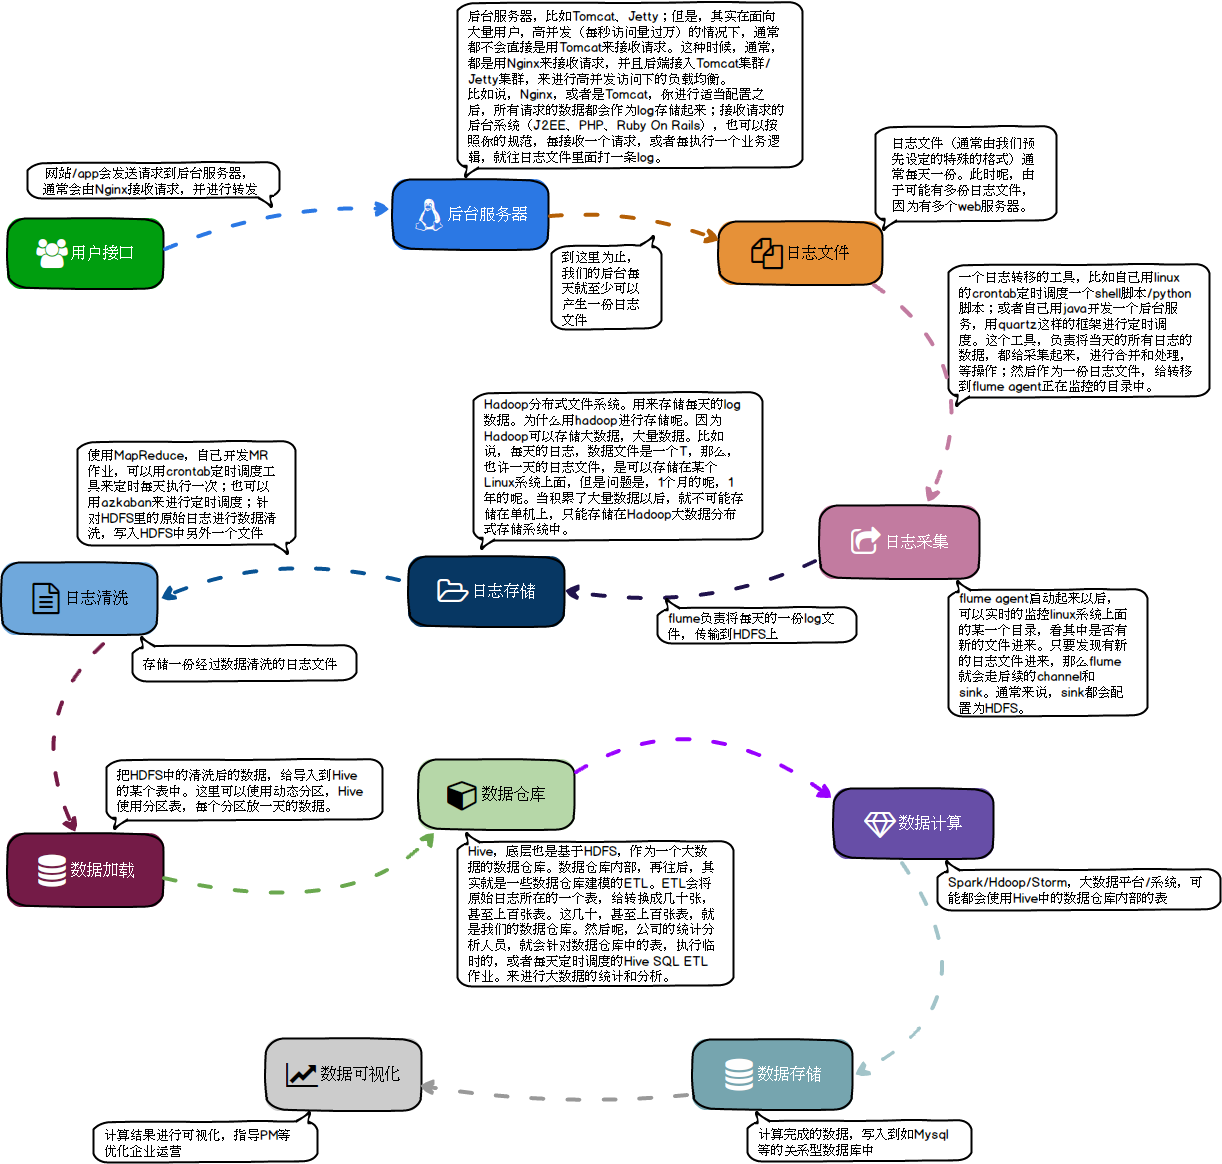 后台服务器，比如Tomcat、Jetty；但是，其实在面向
大量用户，高并发（每秒访问量过万）的情况下，通常
都不会直接是用Tomcat来接收请求。这种时候，通常，
都是用Nginx来接收请求，并且后端接入Tomcat集群/
Jetty集群，来进行高并发访问下的负载均衡。
比如说，Nginx，或者是Tomcat，你进行适当配置之
后，所有请求的数据都会作为log存储起来；接收请求的
后台系统（J2EE、PHP、Ruby On Rails），也可以按
照你的规范，每接收一个请求，或者每执行一个业务逻
辑，就往日志文件里面打一条log。
网站/app会发送请求到后台服务器，
通常会由Nginx接收请求，并进行转发
用户接口
后台服务器
到这里为止，
我们的后台每
天就至少可以
产生一份日志
文件
日志文件（通常由我们预
先设定的特殊的格式）通
常每天一份。此时呢，由
于可能有多份日志文件，
因为有多个web服务器。
日志文件
一个日志转移的工具，比如自己用linux
的crontab定时调度一个shell脚本/python
脚本；或者自己用java开发一个后台服
务，用quartz这样的框架进行定时调
度。这个工具，负责将当天的所有日志的
数据，都给采集起来，进行合并和处理，
等操作；然后作为一份日志文件，给转移
到flume agent正在监控的目录中。
日志采集
flume agent启动起来以后，
可以实时的监控linux系统上面
的某一个目录，看其中是否有
新的文件进来。只要发现有新
的日志文件进来，那么flume
就会走后续的channel和
sink。通常来说，sink都会配
置为HDFS。
flume负责将每天的一份log文
件，传输到HDFS上
Hadoop分布式文件系统。用来存储每天的log
数据。为什么用hadoop进行存储呢。因为
Hadoop可以存储大数据，大量数据。比如
说，每天的日志，数据文件是一个T，那么，
也许一天的日志文件，是可以存储在某个
Linux系统上面，但是问题是，1个月的呢，1
年的呢。当积累了大量数据以后，就不可能存
储在单机上，只能存储在Hadoop大数据分布
式存储系统中。
日志存储
使用MapReduce，自己开发MR
作业，可以用crontab定时调度工
具来定时每天执行一次；也可以
用azkaban来进行定时调度；针
对HDFS里的原始日志进行数据清
洗，写入HDFS中另外一个文件
日志清洗
存储一份经过数据清洗的日志文件
把HDFS中的清洗后的数据，给导入到Hive
的某个表中。这里可以使用动态分区，Hive
使用分区表，每个分区放一天的数据。
数据加载
数据仓库
Hive，底层也是基于HDFS，作为一个大数
据的数据仓库。数据仓库内部，再往后，其
实就是一些数据仓库建模的ETL。ETL会将
原始日志所在的一个表，给转换成几十张，
甚至上百张表。这几十，甚至上百张表，就
是我们的数据仓库。然后呢，公司的统计分
析人员，就会针对数据仓库中的表，执行临
时的，或者每天定时调度的Hive SQL ETL
作业。来进行大数据的统计和分析。
数据计算
Spark/Hdoop/Storm，大数据平台/系统，可
能都会使用Hive中的数据仓库内部的表
数据存储
计算完成的数据，写入到如Mysql
等的关系型数据库中
数据可视化
计算结果进行可视化，指导PM等
优化企业运营